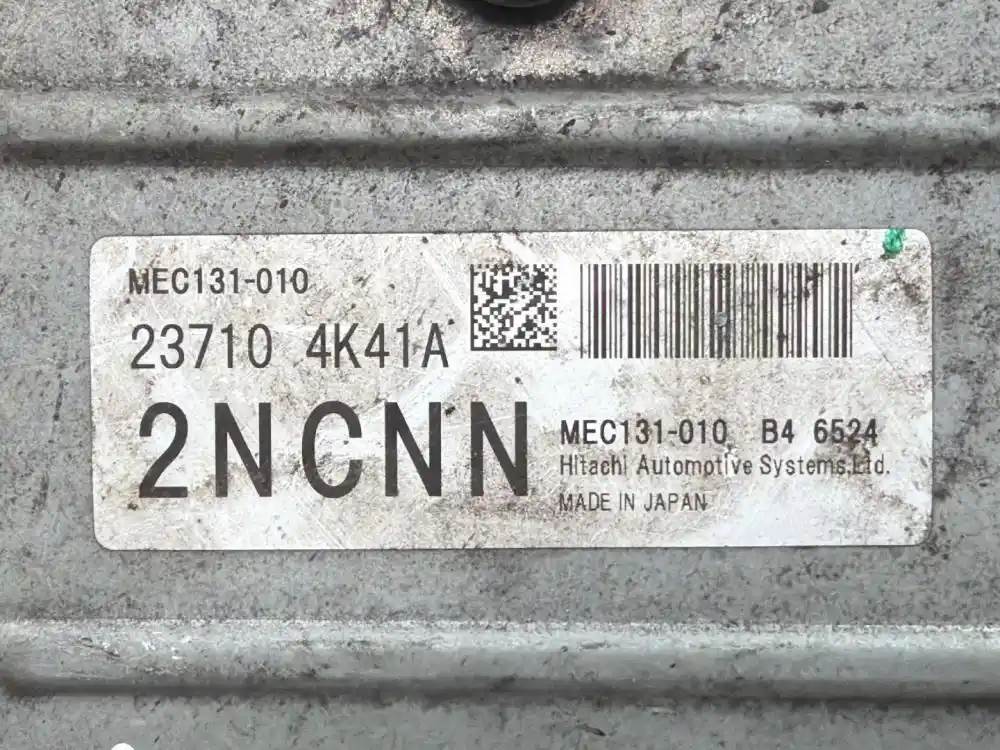 MEC131-010
23710 4K41A
2NCNN
MEC131-010 B4 6524
Hitachi Automotive Systems,Ltd.
MADE IN JAPAN